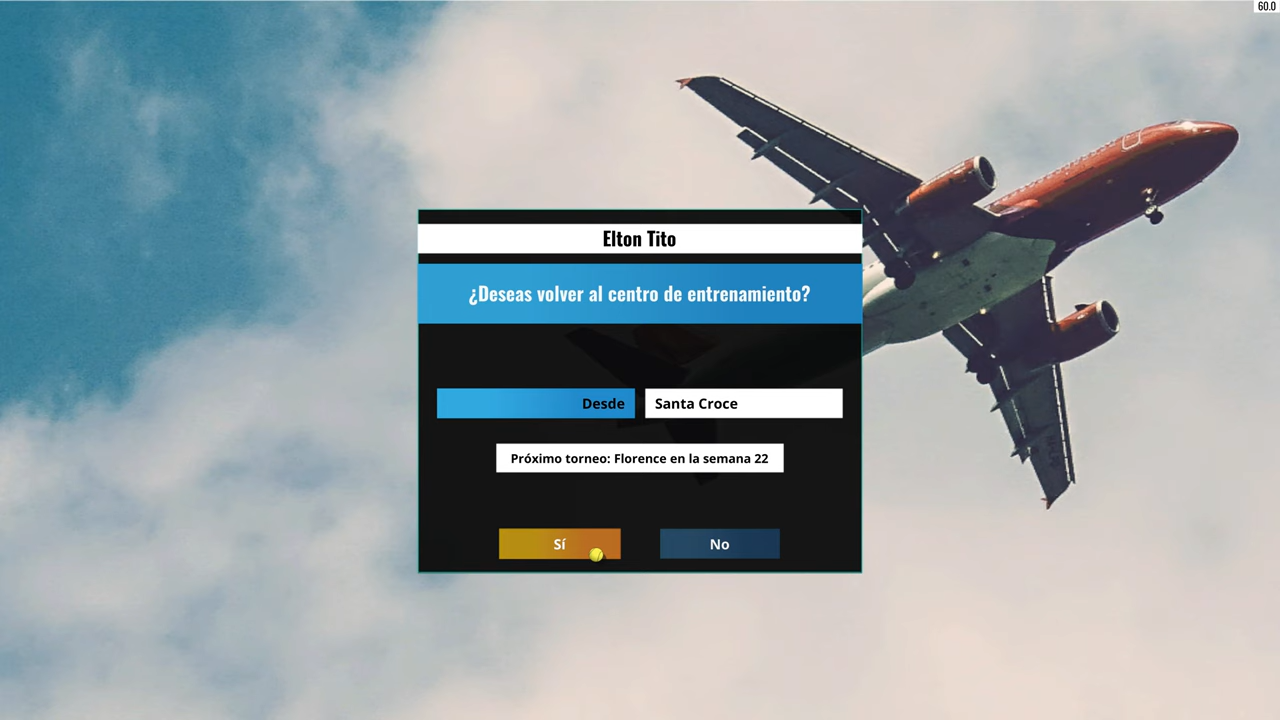 60.0
Elton Tito
¿Deseas volver al centro de entrenamiento?
Desde Santa Croce
Próximo torneo: Florence en la semana 22
Sí No